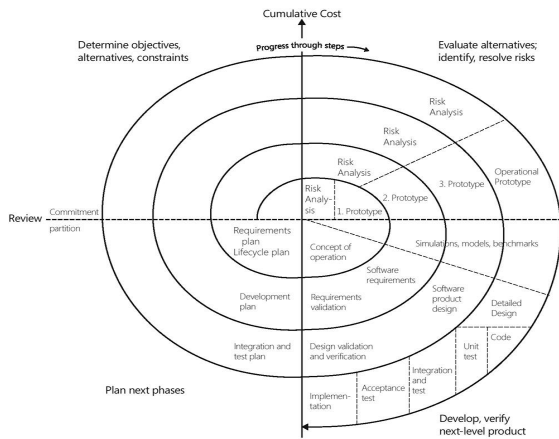 Cumulative Cost
Determine objectives,
alternatives, constraints
Progress through steps
Evaluate alternatives;
identify, resolve risks
Risk
Analysis
Risk
Analysis
Risk
Analysis
Risk
Analy-
sis
1. Prototype
2. Prototype
3. Prototype
Operational
Prototype
Review
Commitment
partition
Requirements
plan
Lifecycle plan
Concept of
operation
Simulations, models, benchmarks
Software
requirements
Development
plan
Requirements
validation
Software
product
design
Detailed
Design
Integration and
test plan
Design validation
and verification
Code
Unit
test
Integration
and
test
Acceptance
test
Implemen-
tation
Plan next phases
Develop, verify
next-level product